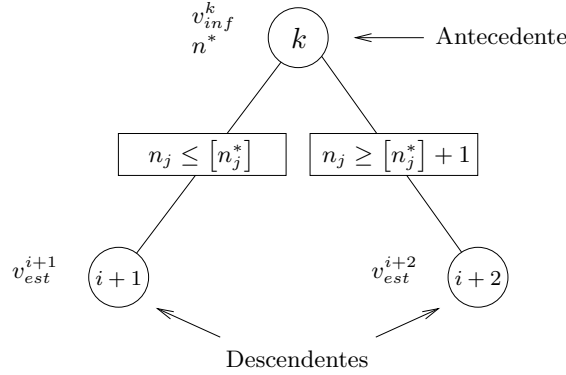 v_{inf}^{k}
n^{*}
k
Antecedente
n_j ≤ [n_j^*]
n_j ≥ [n_j^*] + 1
v_{est}^{i+1}
i + 1
v_{est}^{i+2}
i + 2
Descendentes